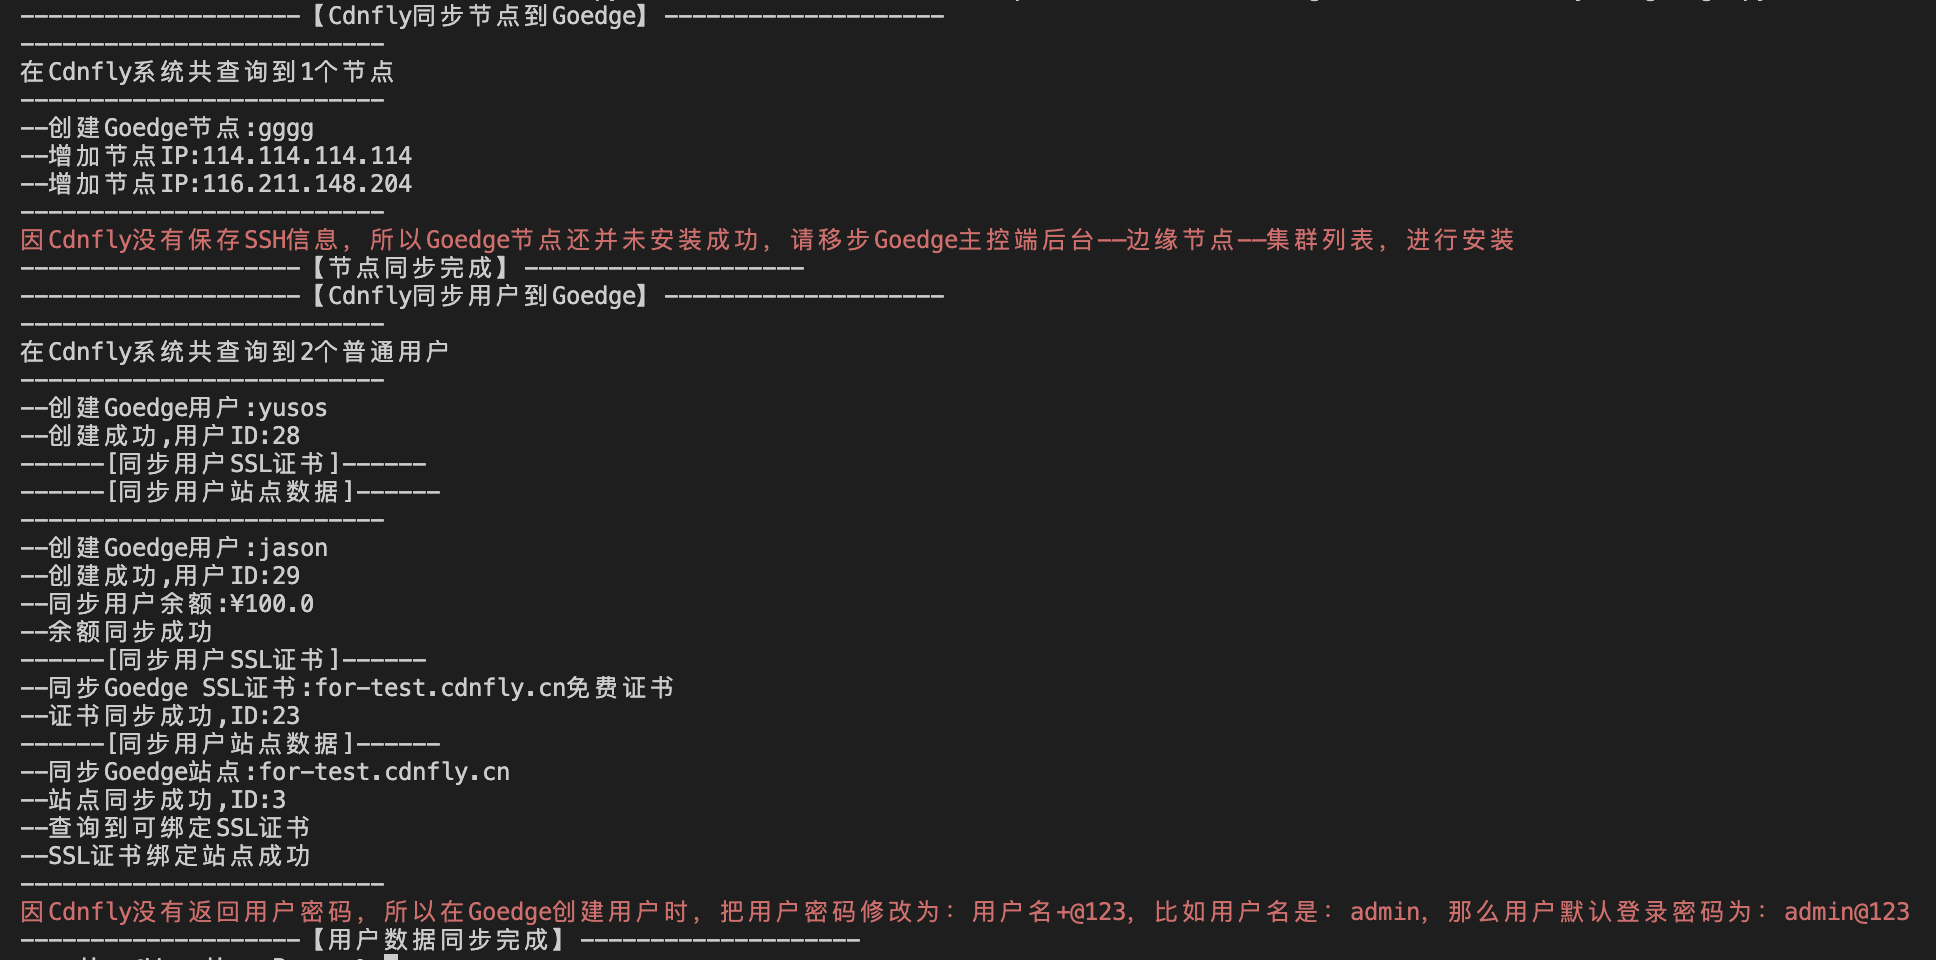 --------------------【Cdnfly同步节点到Goedge】--------------------
--------------------------
在Cdnfly系统共查询到1个节点
--------------------------
--创建Goedge节点:gggg
--增加节点IP:114.114.114.114
--增加节点IP:116.211.148.204
--------------------------
因Cdnfly没有保存SSH信息，所以Goedge节点还并未安装成功，请移步Goedge主控端后台--边缘节点--集群列表，进行安装
--------------------【节点同步完成】--------------------
--------------------【Cdnfly同步用户到Goedge】--------------------
--------------------------
在Cdnfly系统共查询到2个普通用户
--------------------------
--创建Goedge用户:yusos
--创建成功,用户ID:28
------[同步用户SSL证书]------
------[同步用户站点数据]------
--------------------------
--创建Goedge用户:jason
--创建成功,用户ID:29
--同步用户余额:¥100.0
--余额同步成功
------[同步用户SSL证书]------
--同步Goedge SSL证书:for-test.cdnfly.cn免费证书
--证书同步成功,ID:23
------[同步用户站点数据]------
--同步Goedge站点:for-test.cdnfly.cn
--站点同步成功,ID:3
--查询到可绑定SSL证书
--SSL证书绑定站点成功
--------------------------
因Cdnfly没有返回用户密码，所以在Goedge创建用户时，把用户密码修改为：用户名+@123，比如用户名是：admin，那么用户默认登录密码为：admin@123
--------------------【用户数据同步完成】--------------------